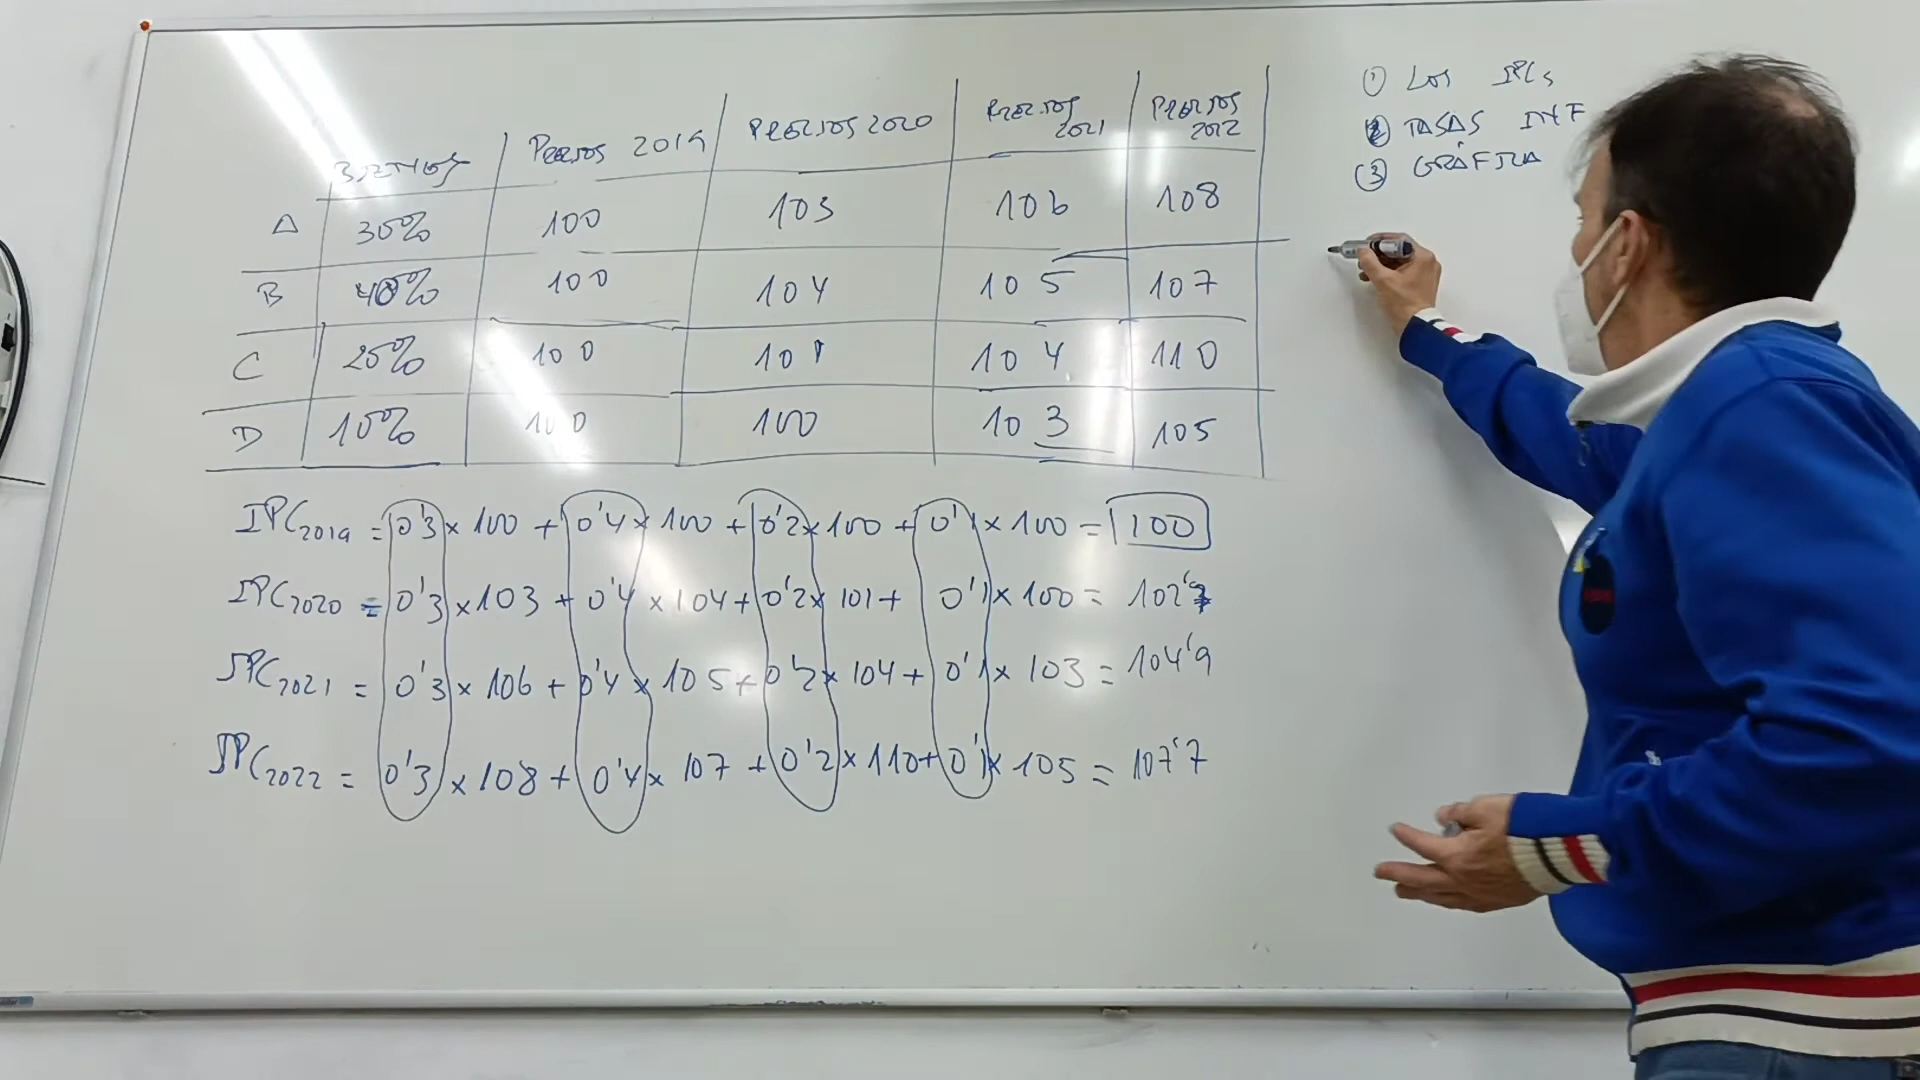 ① LOS IPCs
② TASAS INF
③ GRÁFICA
BIENES PRECIOS 2019 PRECIOS 2020 PRECIOS 2021 PRECIOS 2022
A 30% 100 103 106 108
B 40% 100 104 105 107
C 20% 100 101 104 110
D 10% 100 100 103 105
IPC2019 = 0'3 × 100 + 0'4 × 100 + 0'2 × 100 + 0'1 × 100 = 100
IPC2020 = 0'3 × 103 + 0'4 × 104 + 0'2 × 101 + 0'1 × 100 =
IPC2021 = 0'3 × 106 + 0'4 × 105 + 0'2 × 104 + 0'1 × 103 = 104'9
IPC2022 = 0'3 × 108 + 0'4 × 107 + 0'2 × 110 + 0'1 × 105 = 107'7